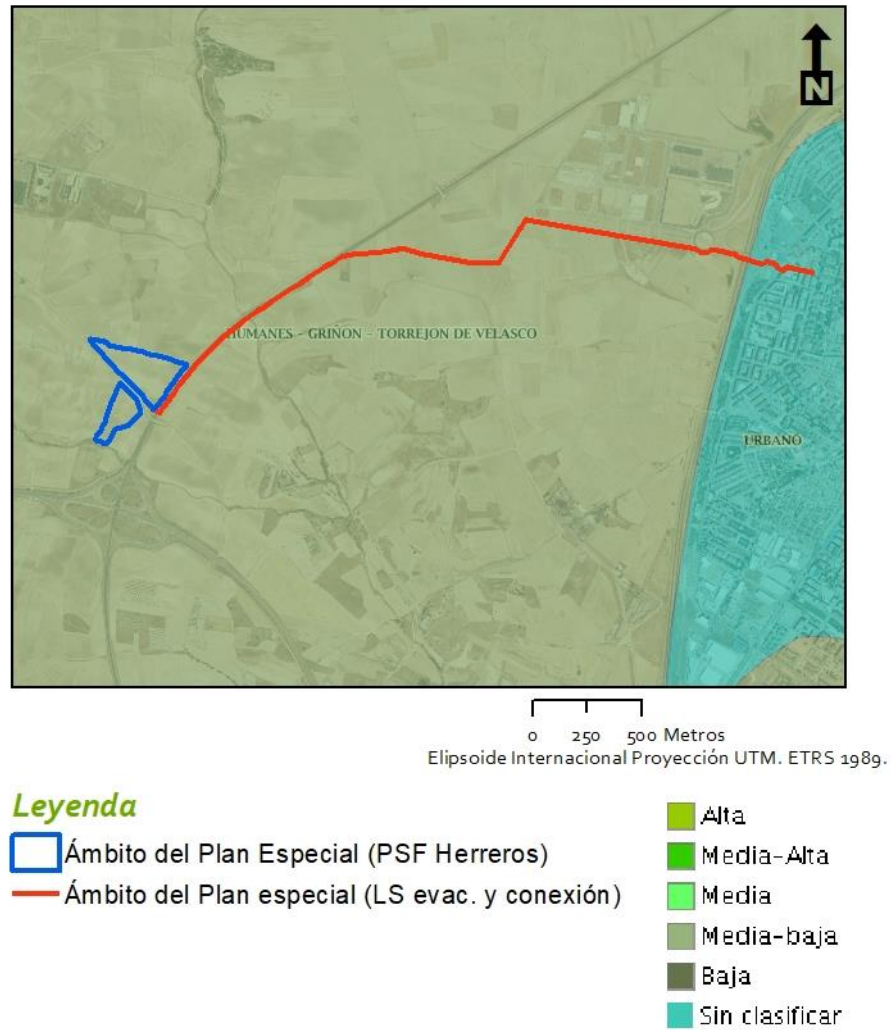 N
HUMANES - GRIÑON - TORREJON DE VELASCO
URBANO
0 250 500 Metros
Elipsoide Internacional Proyección UTM. ETRS 1989.
Leyenda
Ámbito del Plan Especial (PSF Herreros)
Ámbito del Plan especial (LS evac. y conexión)
Alta
Media-Alta
Media
Media-baja
Baja
Sin clasificar